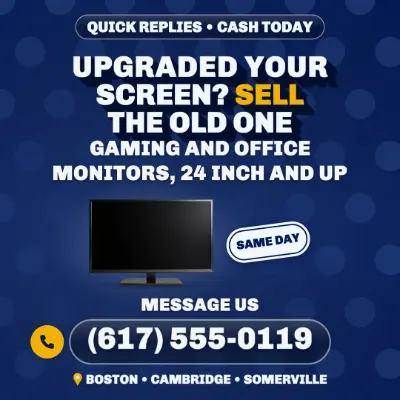 QUICK REPLIES • CASH TODAY
UPGRADED YOUR
SCREEN? SELL
THE OLD ONE
GAMING AND OFFICE
MONITORS, 24 INCH AND UP
SAME DAY
MESSAGE US
(617) 555-0119
BOSTON • CAMBRIDGE • SOMERVILLE